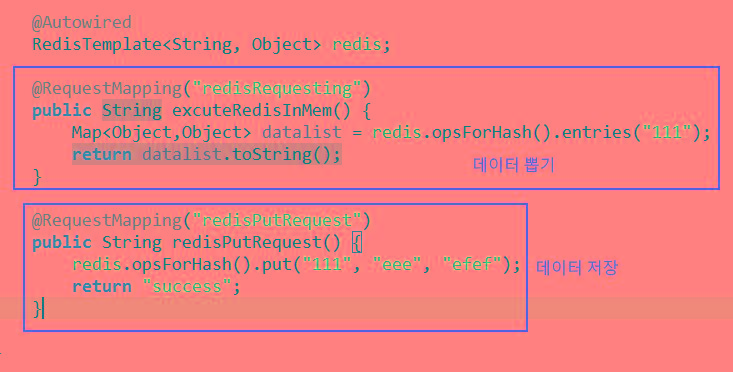 @Autowired
RedisTemplate<String, Object> redis;
@RequestMapping("redisRequesting")
public String excuteRedisInMem() {
Map<Object,Object> datalist = redis.opsForHash().entries("111");
return datalist.toString();
데이터 뽑기
}
@RequestMapping("redisPutRequest")
public String redisPutRequest() {
redis.opsForHash().put("111", "eee", "efef");
데이터 저장
return "success";
}